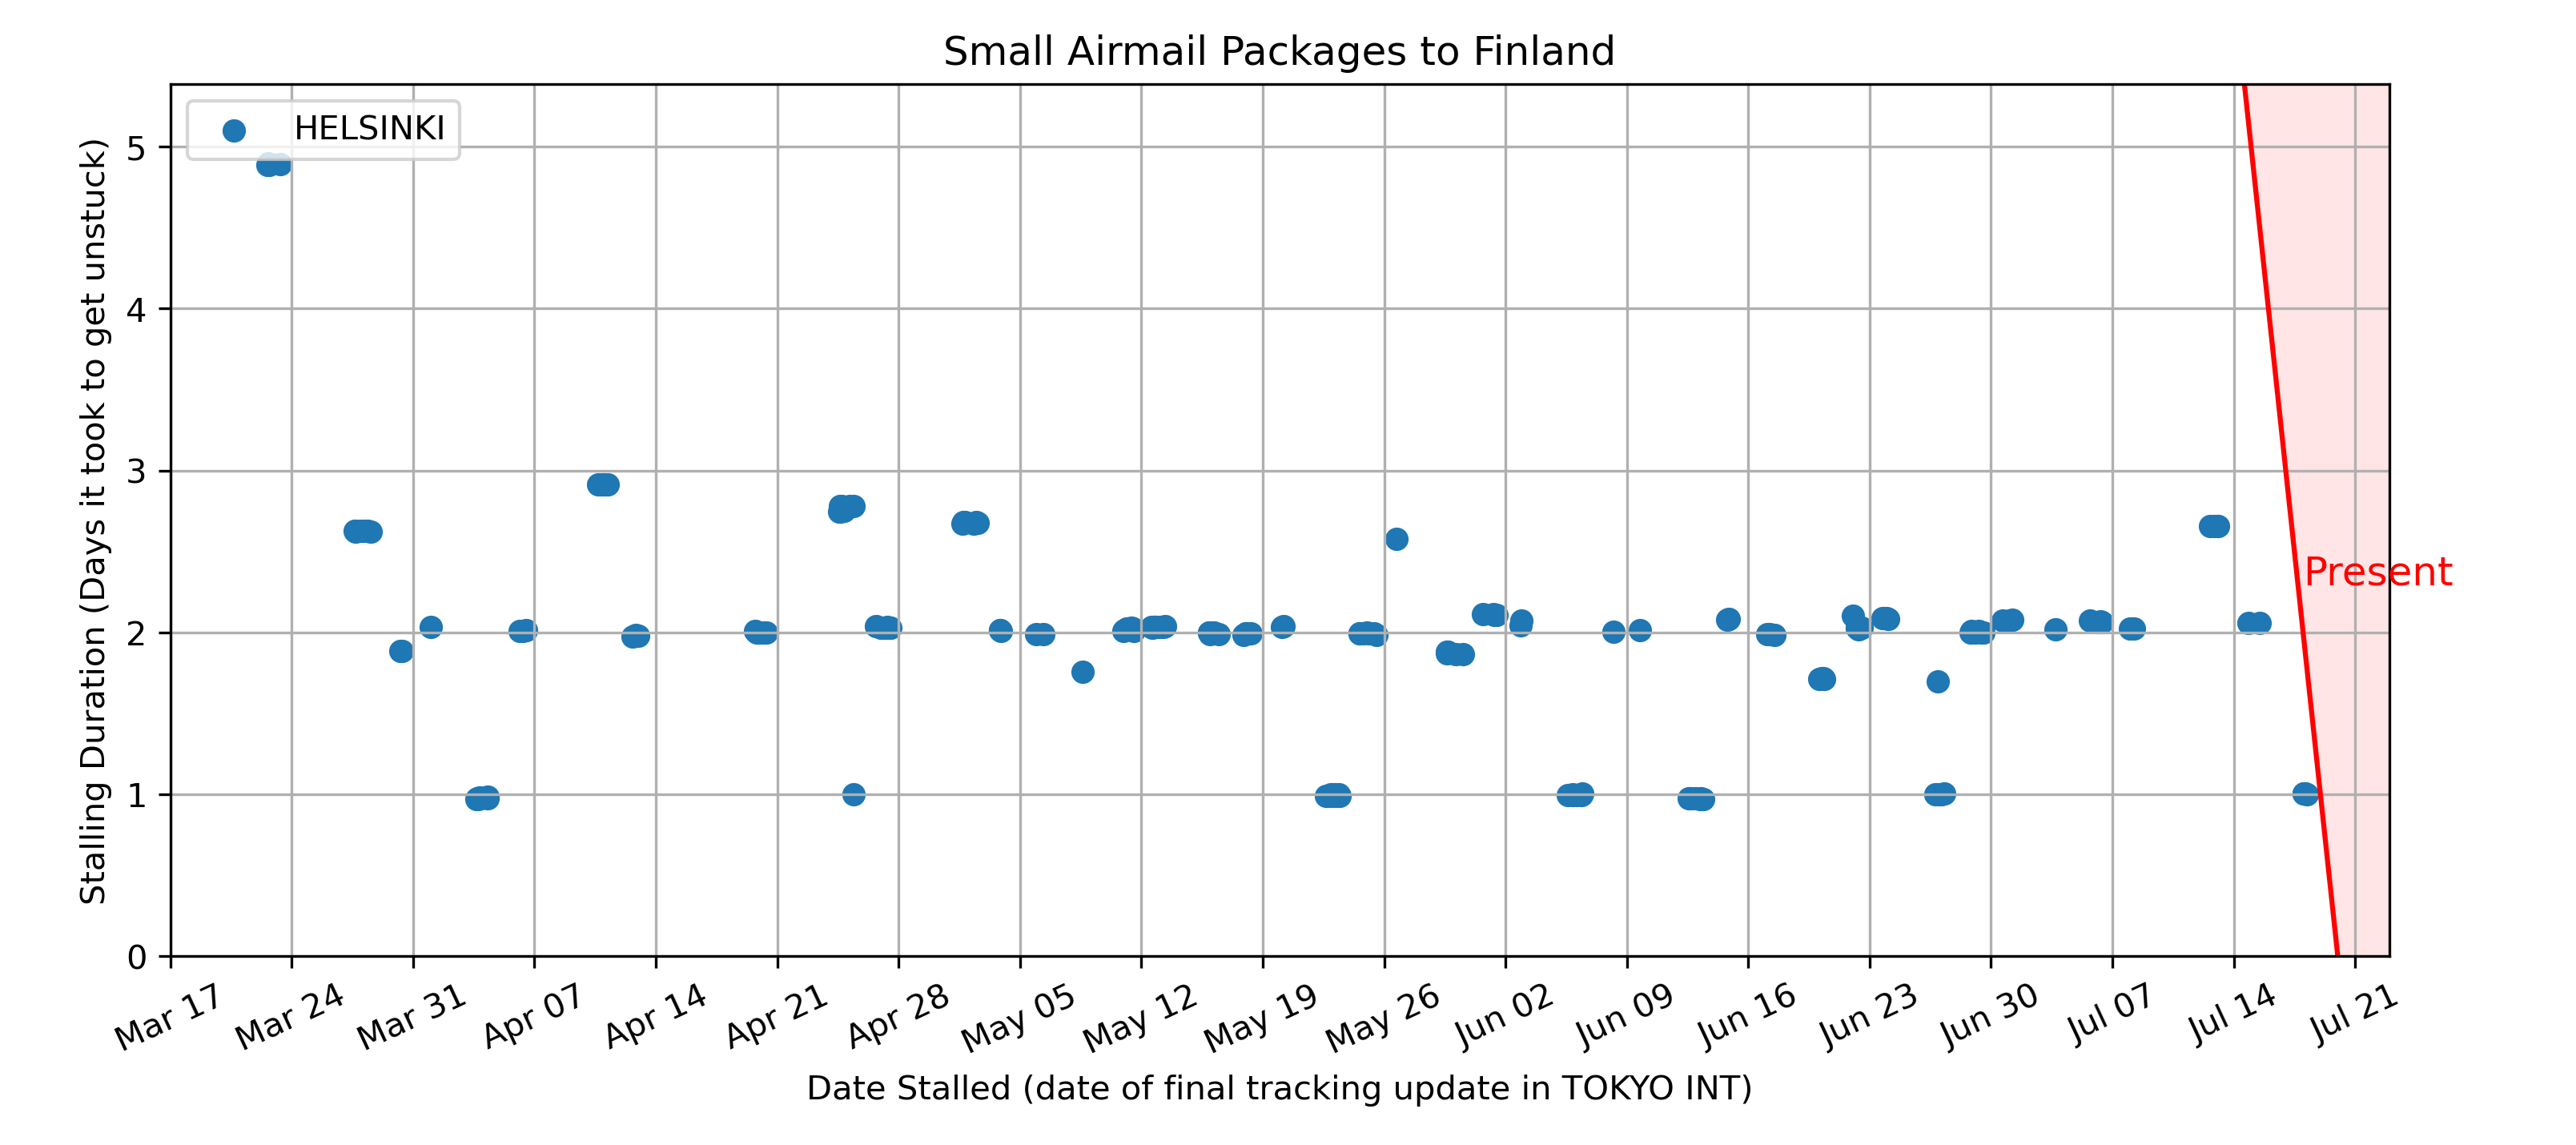 Small Airmail Packages to Finland
HELSINKI
Stalling Duration (Days it took to get unstuck)
5
4
3
2
1
0
Present
Mar 17
Mar 24
Mar 31
Apr 07
Apr 14
Apr 21
Apr 28
May 05
May 12
May 19
May 26
Jun 02
Jun 09
Jun 16
Jun 23
Jun 30
Jul 07
Jul 14
Jul 21
Date Stalled (date of final tracking update in TOKYO INT)